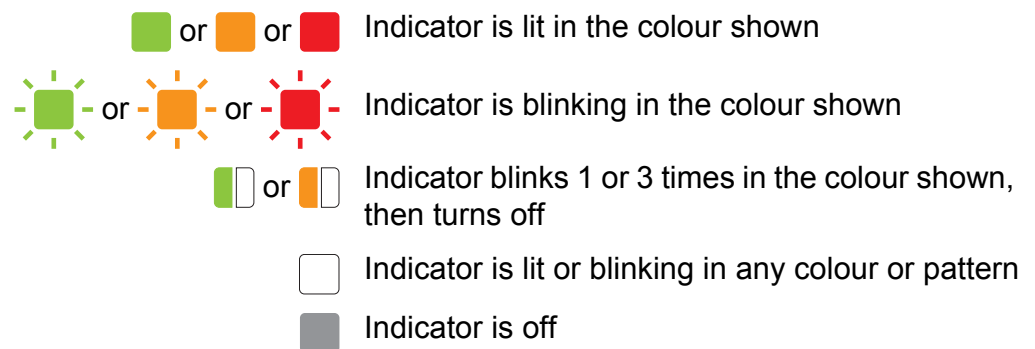 or or Indicator is lit in the colour shown
or or Indicator is blinking in the colour shown
or Indicator blinks 1 or 3 times in the colour shown,
then turns off
Indicator is lit or blinking in any colour or pattern
Indicator is off